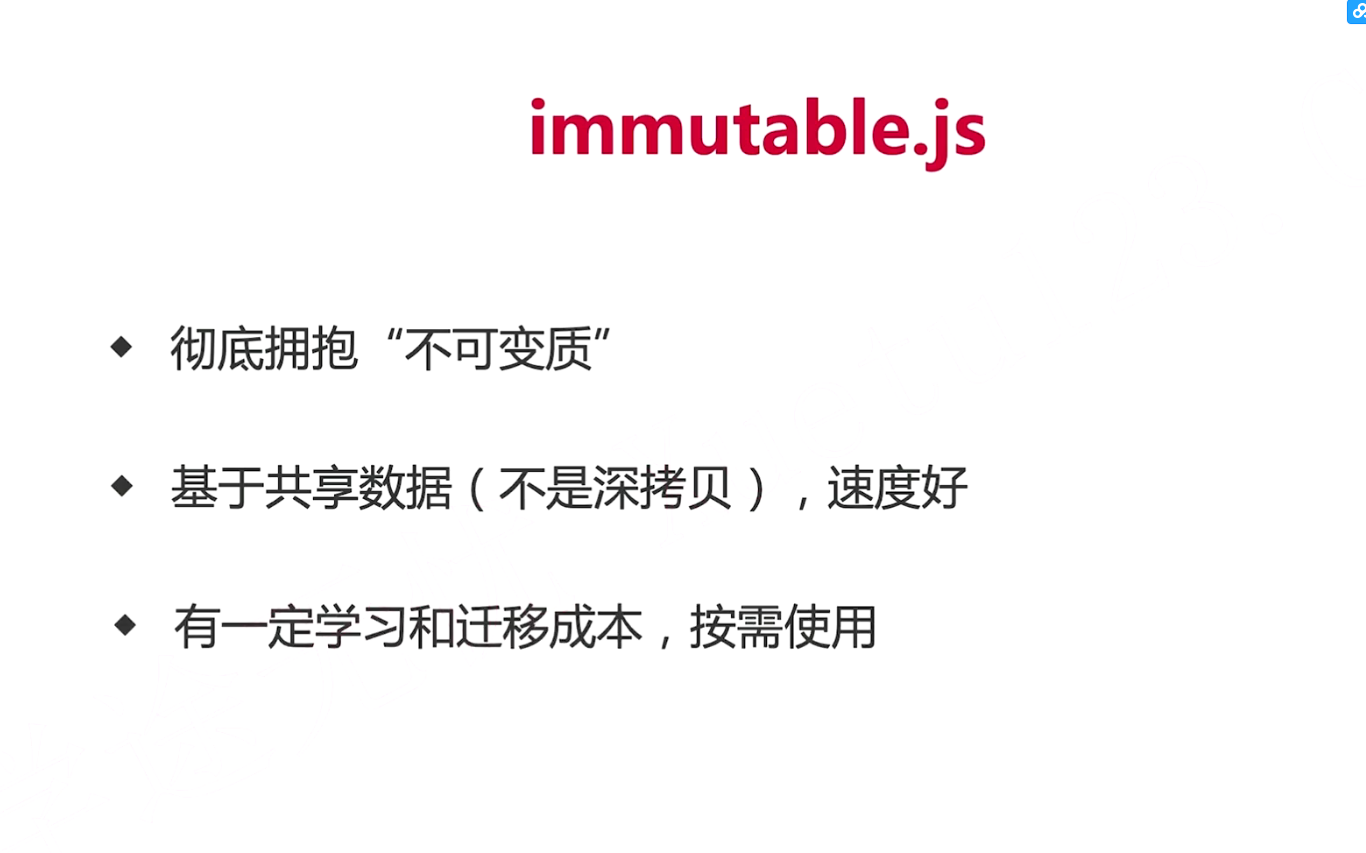 immutable.js
◆ 彻底拥抱“不可变质”
◆ 基于共享数据（不是深拷贝），速度好
◆ 有一定学习和迁移成本，按需使用